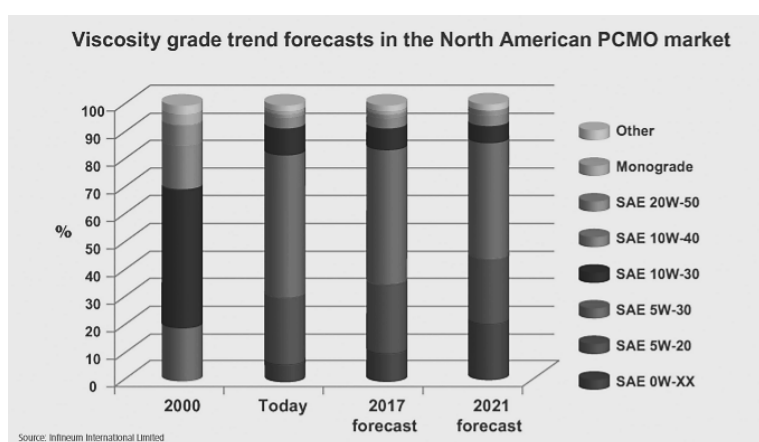 Viscosity grade trend forecasts in the North American PCMO market
100
90
80
70
60
50
40
30
20
10
0
%
2000
Today
2017
forecast
2021
forecast
Other
Monograde
SAE 20W-50
SAE 10W-40
SAE 10W-30
SAE 5W-30
SAE 5W-20
SAE 0W-XX
Source: Infineum International Limited